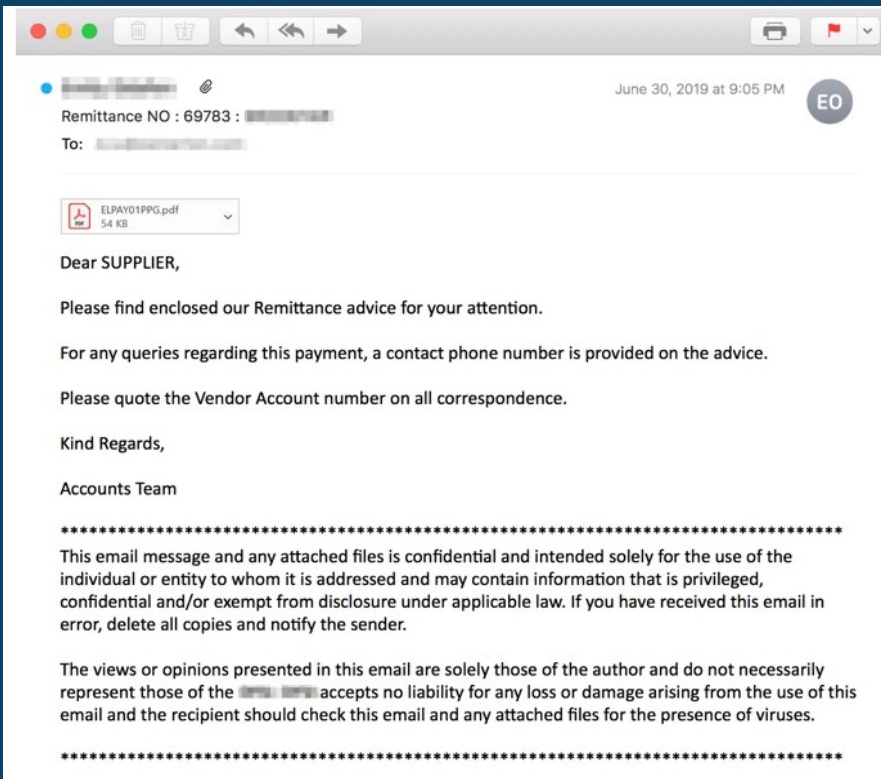 June 30, 2019 at 9:05 PM
EO
Remittance NO : 69783 :
To:
ELPAY01PPG.pdf
54 KB
PDF
Dear SUPPLIER,
Please find enclosed our Remittance advice for your attention.
For any queries regarding this payment, a contact phone number is provided on the advice.
Please quote the Vendor Account number on all correspondence.
Kind Regards,
Accounts Team
***********************************************************************************
This email message and any attached files is confidential and intended solely for the use of the
individual or entity to whom it is addressed and may contain information that is privileged,
confidential and/or exempt from disclosure under applicable law. If you have received this email in
error, delete all copies and notify the sender.
The views or opinions presented in this email are solely those of the author and do not necessarily
represent those of the accepts no liability for any loss or damage arising from the use of this
email and the recipient should check this email and any attached files for the presence of viruses.
***********************************************************************************